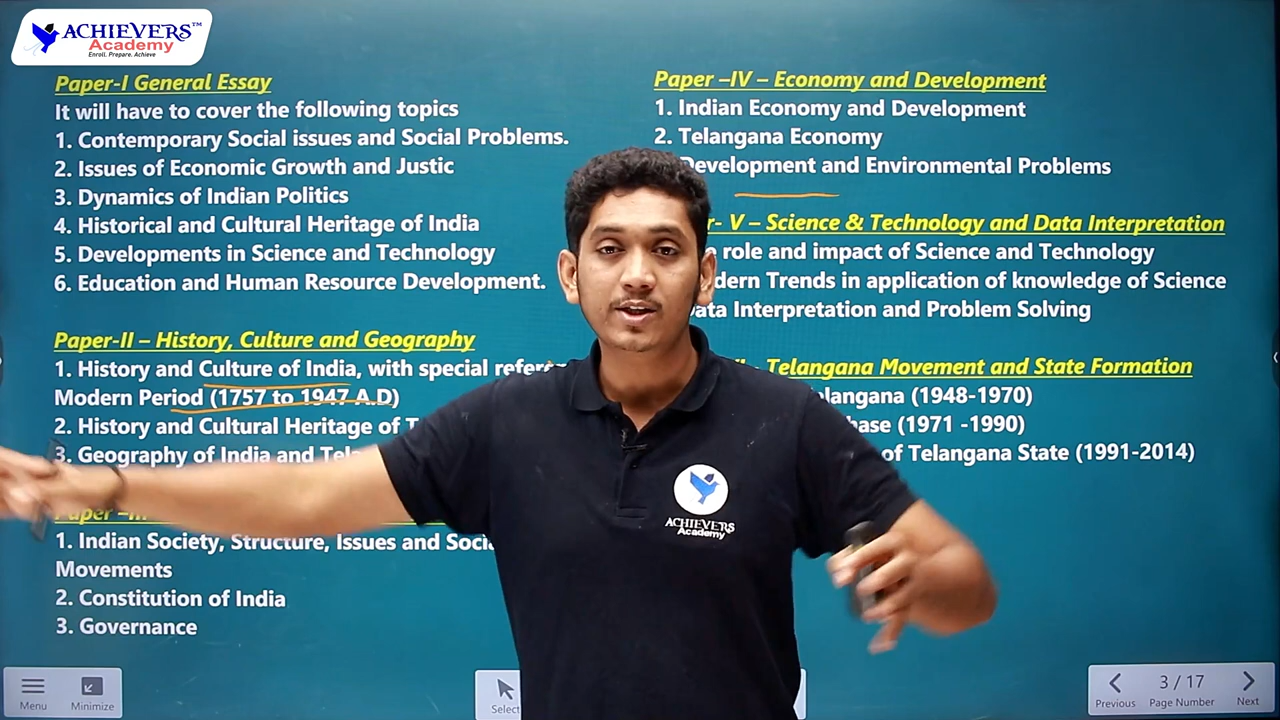 ACHIEVERS™
Academy
Enroll. Prepare. Achieve
Paper-I General Essay
It will have to cover the following topics
1. Contemporary Social issues and Social Problems.
2. Issues of Economic Growth and Justic
3. Dynamics of Indian Politics
4. Historical and Cultural Heritage of India
5. Developments in Science and Technology
6. Education and Human Resource Development.
Paper-II – History, Culture and Geography
1. History and Culture of India, with special
Modern Period (1757 to 1947 A.D)
2. History and Cultural Heritage of
3. Geography of India and
Paper
1. Indian Society, Structure, Issues and
Movements
2. Constitution of India
3. Governance
Paper –IV – Economy and Development
1. Indian Economy and Development
2. Telangana Economy
Development and Environmental Problems
V – Science & Technology and Data Interpretation
role and impact of Science and Technology
Trends in application of knowledge of Science
Interpretation and Problem Solving
- Telangana Movement and State Formation
(1948-1970)
(1971 -1990)
of Telangana State (1991-2014)
ACHIEVERS
Academy
Menu
Minimize
Select
Previous
3 / 17
Page Number
Next